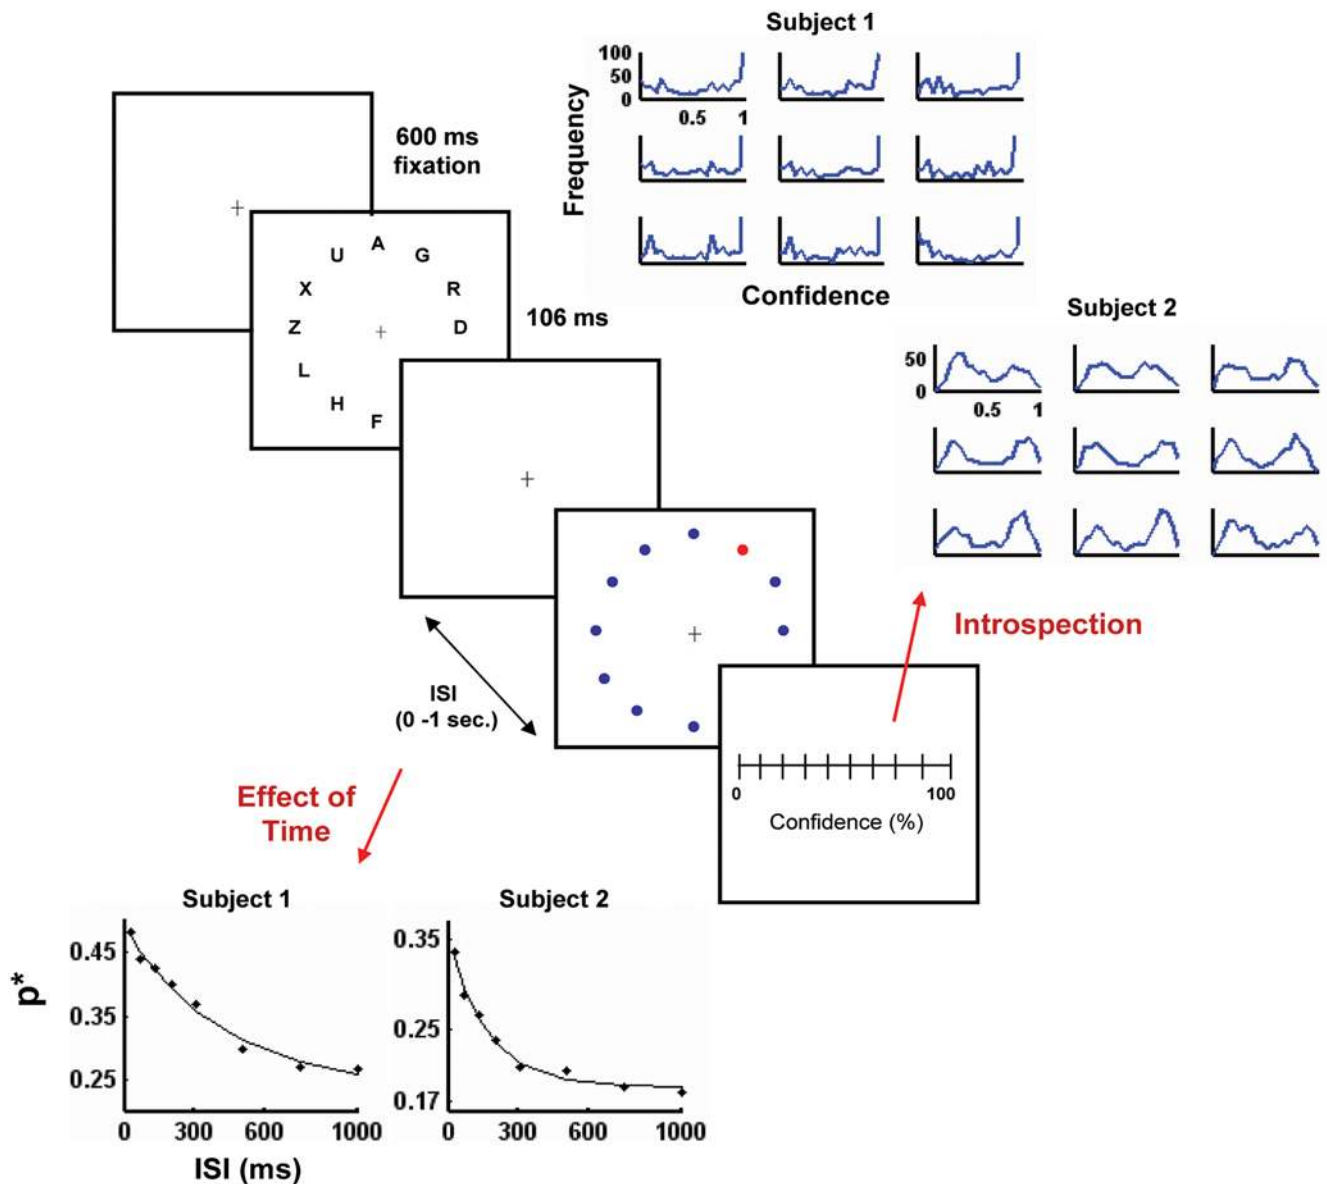 Subject 1
100
50
0
0.5 1
Frequency
Confidence
600 ms
fixation
A
U G
X R
Z D
L
H
F
106 ms
Subject 2
50
0
0.5 1
Introspection
ISI
(0 -1 sec.)
0 100
Confidence (%)
Effect of
Time
Subject 1
0.45
0.35
0.25
p*
0 300 600 1000
ISI (ms)
Subject 2
0.35
0.25
0.17
0 300 600 1000